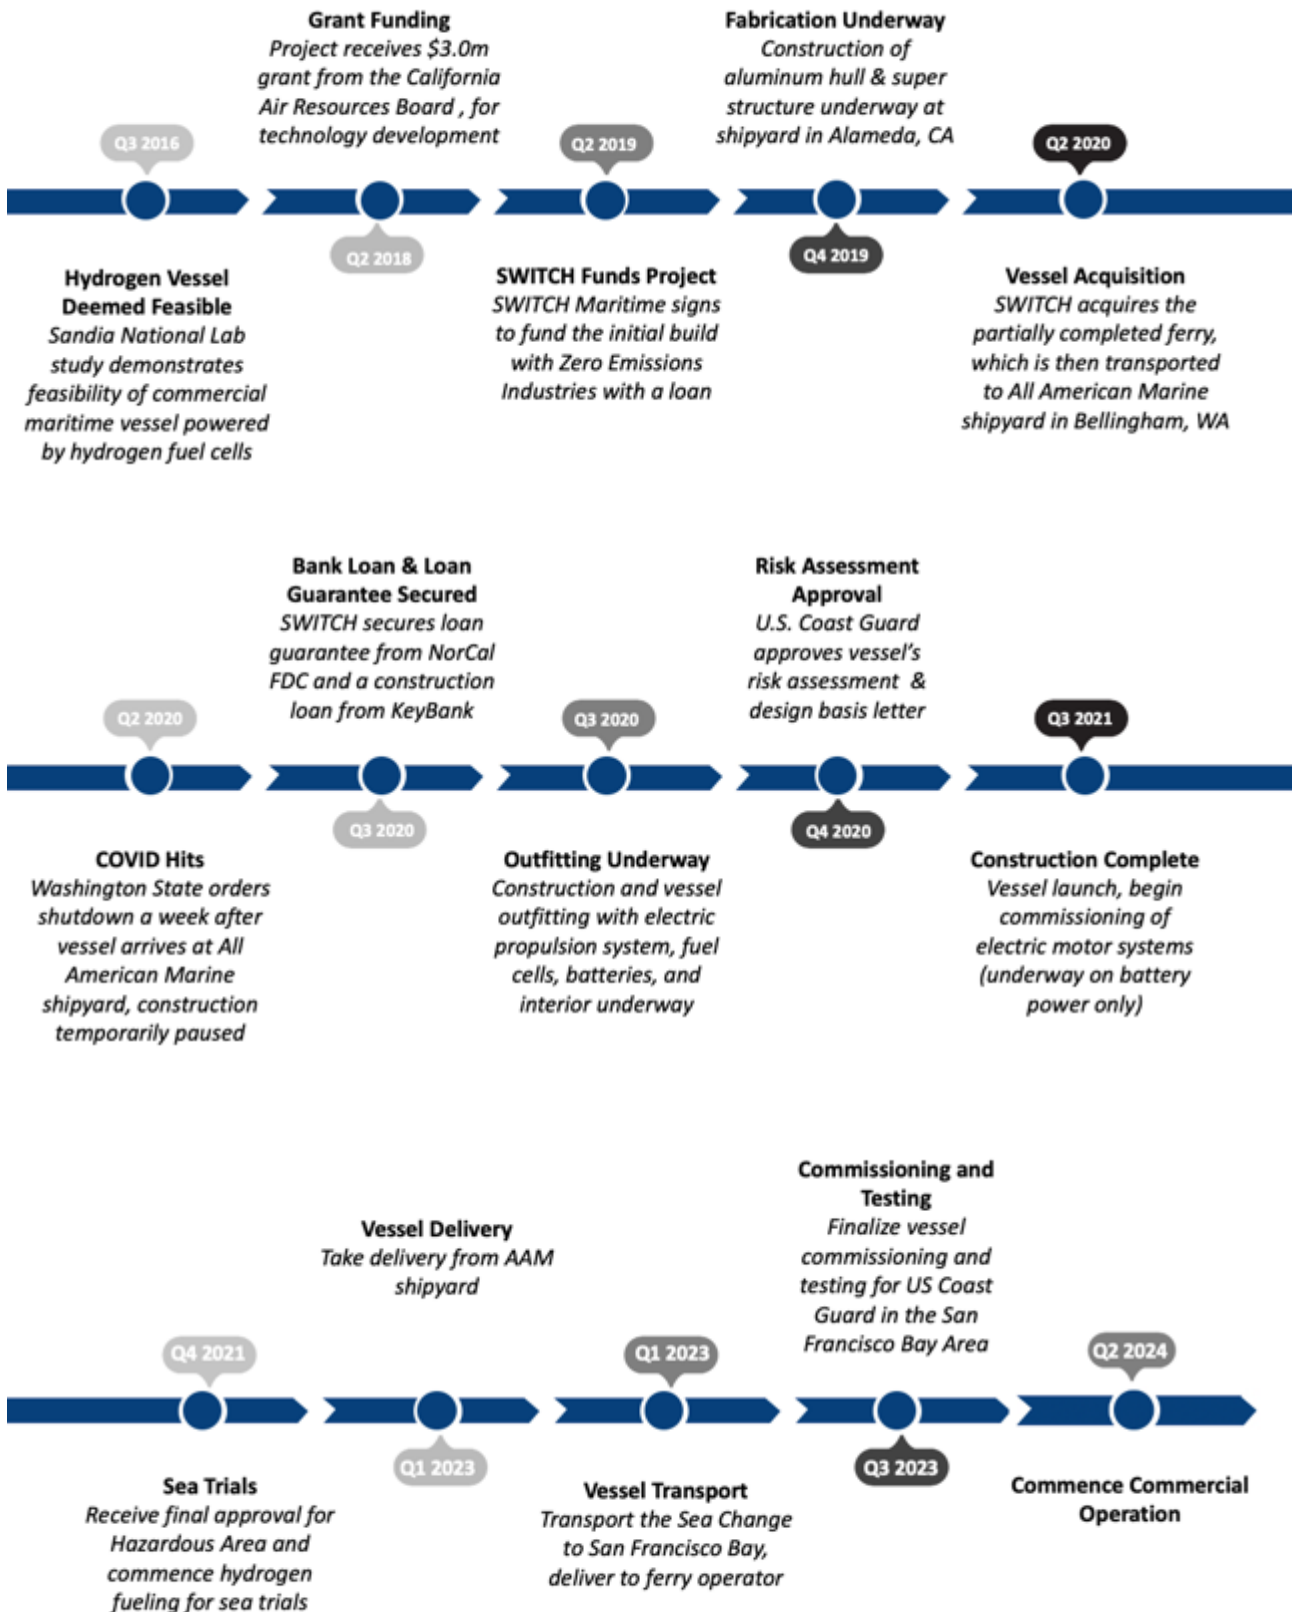 Grant Funding
Project receives $3.0m
grant from the California
Air Resources Board , for
technology development
Fabrication Underway
Construction of
aluminum hull & super
structure underway at
shipyard in Alameda, CA
Q3 2016
Q2 2019
Q2 2020
Q2 2018
Q4 2019
Hydrogen Vessel
Deemed Feasible
Sandia National Lab
study demonstrates
feasibility of commercial
maritime vessel powered
by hydrogen fuel cells
SWITCH Funds Project
SWITCH Maritime signs
to fund the initial build
with Zero Emissions
Industries with a loan
Vessel Acquisition
SWITCH acquires the
partially completed ferry,
which is then transported
to All American Marine
shipyard in Bellingham, WA
Bank Loan & Loan
Guarantee Secured
SWITCH secures loan
guarantee from NorCal
FDC and a construction
loan from KeyBank
Risk Assessment
Approval
U.S. Coast Guard
approves vessel's
risk assessment &
design basis letter
Q2 2020
Q3 2020
Q3 2021
Q3 2020
Q4 2020
COVID Hits
Washington State orders
shutdown a week after
vessel arrives at All
American Marine
shipyard, construction
temporarily paused
Outfitting Underway
Construction and vessel
outfitting with electric
propulsion system, fuel
cells, batteries, and
interior underway
Construction Complete
Vessel launch, begin
commissioning of
electric motor systems
(underway on battery
power only)
Vessel Delivery
Take delivery from AAM
shipyard
Commissioning and
Testing
Finalize vessel
commissioning and
testing for US Coast
Guard in the San
Francisco Bay Area
Q4 2021
Q1 2023
Q2 2024
Q1 2023
Q3 2023
Sea Trials
Receive final approval for
Hazardous Area and
commence hydrogen
fueling for sea trials
Vessel Transport
Transport the Sea Change
to San Francisco Bay,
deliver to ferry operator
Commence Commercial
Operation